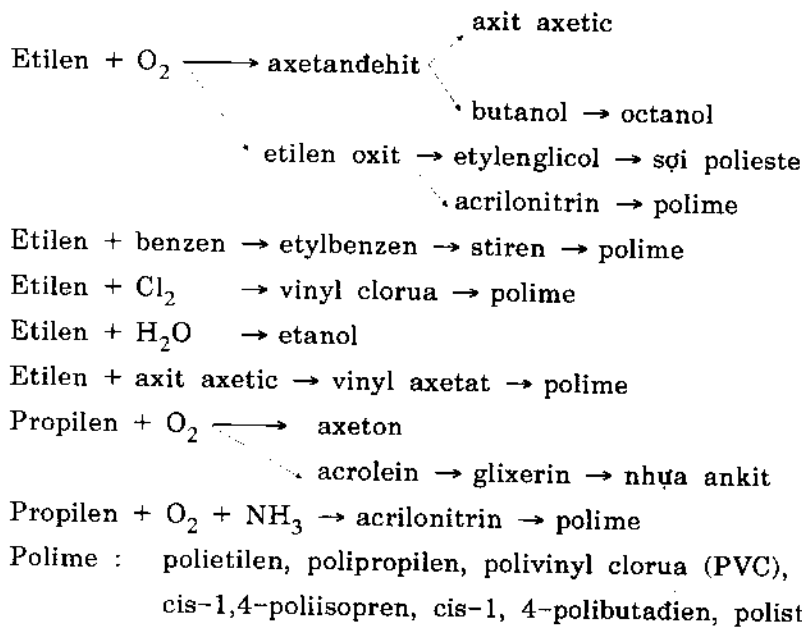 axit axetic
Etilen + O₂ → axetandehit
butanol → octanol
etilen oxit → etylenglicol → sợi polieste
acrilonitrin → polime
Etilen + benzen → etylbenzen → stiren → polime
Etilen + Cl₂ → vinyl clorua → polime
Etilen + H₂O → etanol
Etilen + axit axetic → vinyl axetat → polime
Propilen + O₂ → axeton
acrolein → glixerin → nhựa ankit
Propilen + O₂ + NH₃ → acrilonitrin → polime
Polime : polietilen, polipropilen, polivinyl clorua (PVC),
cis-1,4-poliisopren, cis-1, 4-polibutadien, polist